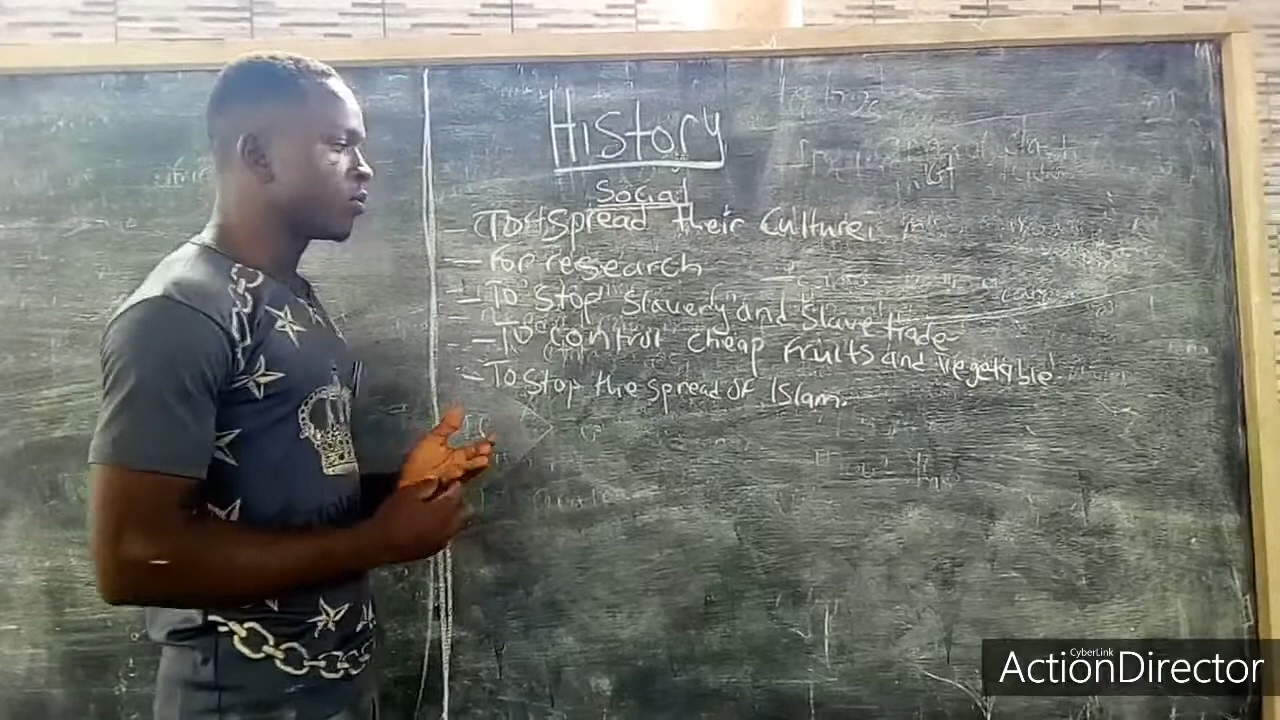 History
Social
- To Spread their Culture
- For research
- To "Stop" Slavery and Slave trade
- To control cheap fruits and vegetable
- To stop the spread of Islam.
CyberLink
ActionDirector